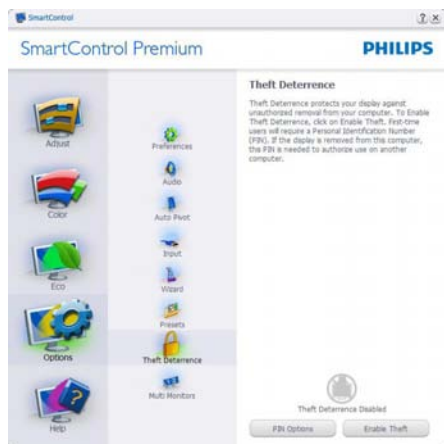 SmartControl
? x
SmartControl Premium
PHILIPS
Adjust
Color
Eco
Options
Help
Preferences
Audio
Auto Pivot
Input
Wizard
Presets
Theft Deterrence
Multi Monitors
Theft Deterrence
Theft Deterrence protects your display against
unauthorized removal from your computer. To Enable
Theft Deterrence, click on Enable Theft. First-time
users will require a Personal Identification Number
(PIN). If the display is removed from this computer,
this PIN is needed to authorize use on another
computer.
Theft Deterrence Disabled
PIN Options
Enable Theft